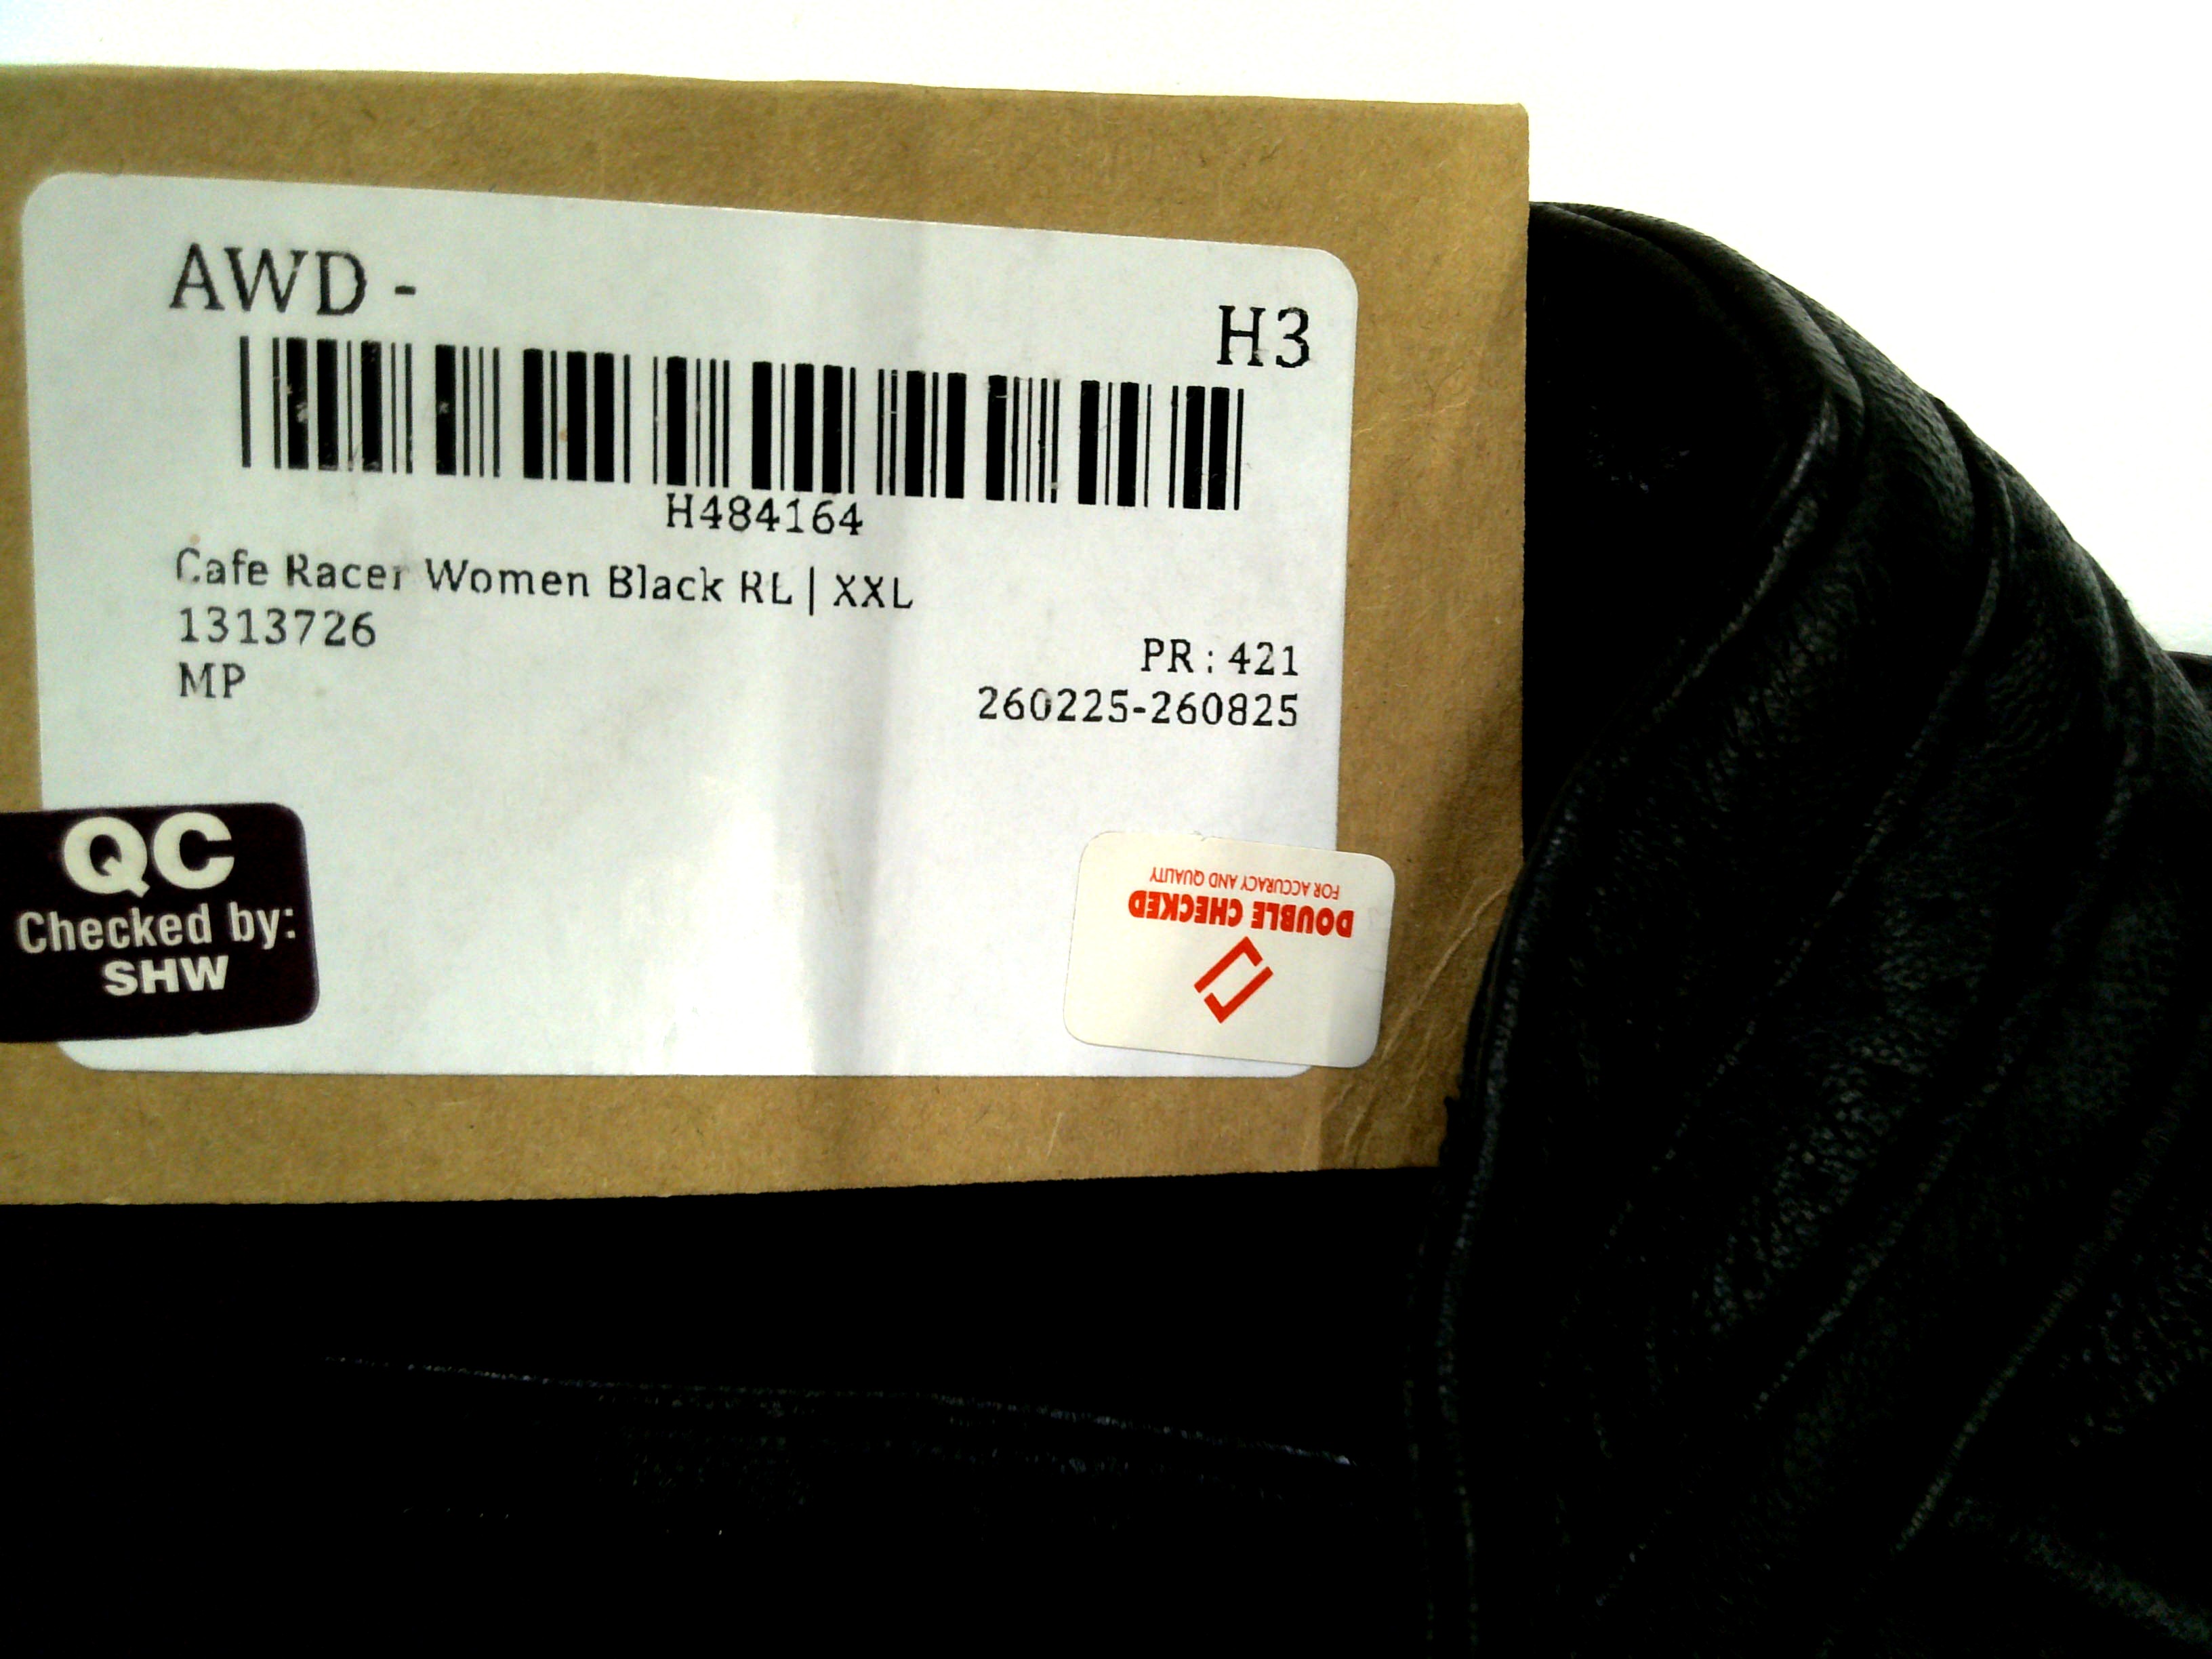 AWD -
H3
H484164
Cafe Racer Women Black RL | XXL
1313726
MP
PR : 421
260225-260825
QC
Checked by:
SHW
DOUBLE CHECKED
FOR ACCURACY AND QUALITY